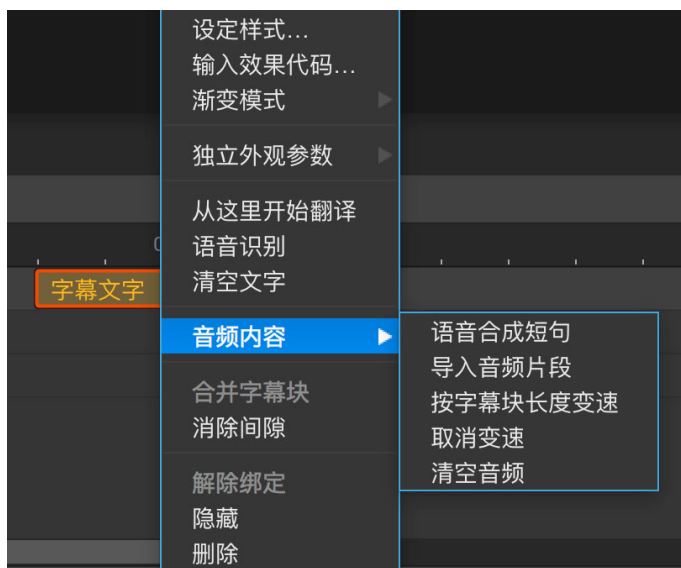 设定样式...
输入效果代码...
渐变模式
独立外观参数
从这里开始翻译
语音识别
清空文字
字幕文字
音频内容
语音合成短句
导入音频片段
按字幕块长度变速
取消变速
清空音频
合并字幕块
消除间隙
解除绑定
隐藏
删除